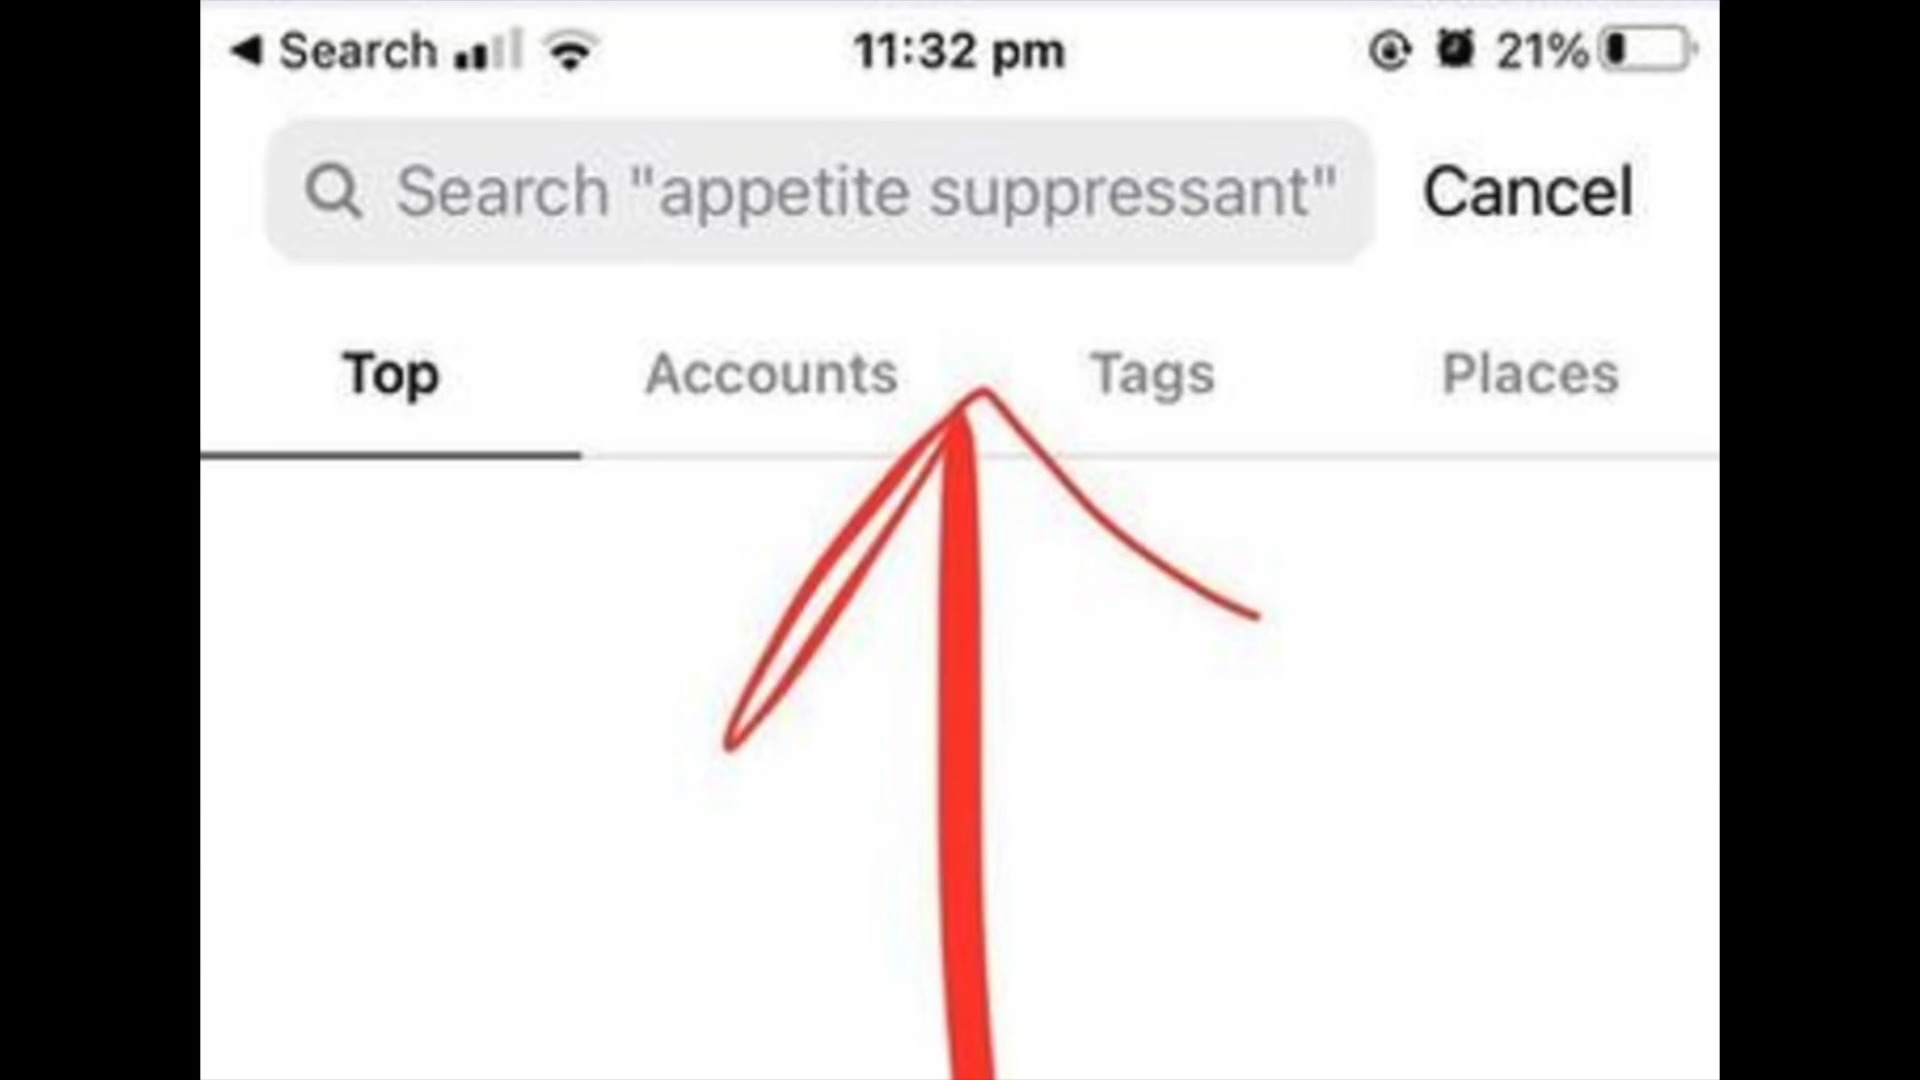 ◀ Search 11:32 pm 21%
Search "appetite suppressant" Cancel
Top Accounts Tags Places